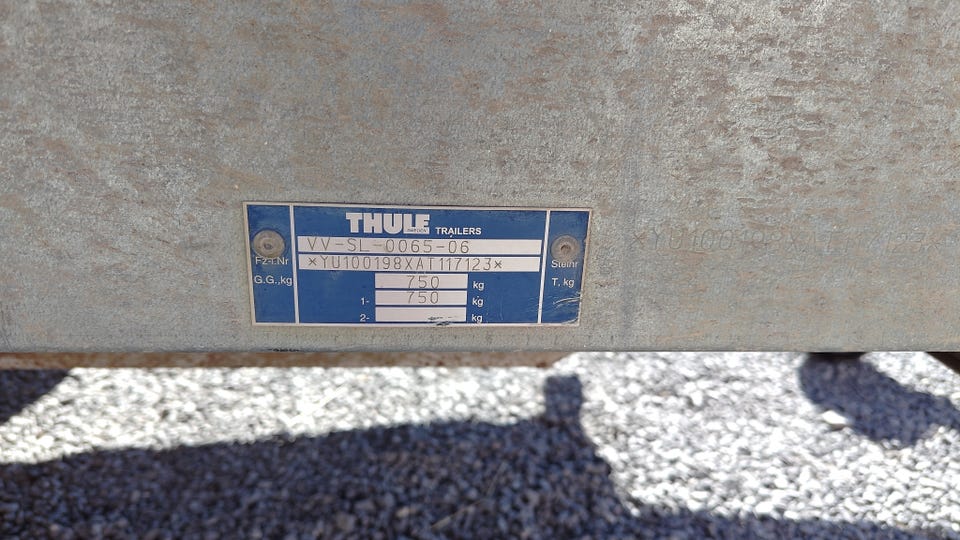 THULE
SWEDEN
TRAILERS
VV-SL-0065-06
Fz-I.Nr *YU100198XAT117123* Stelnr
G.G.,kg 750 kg T, kg
1- 750 kg
2- kg